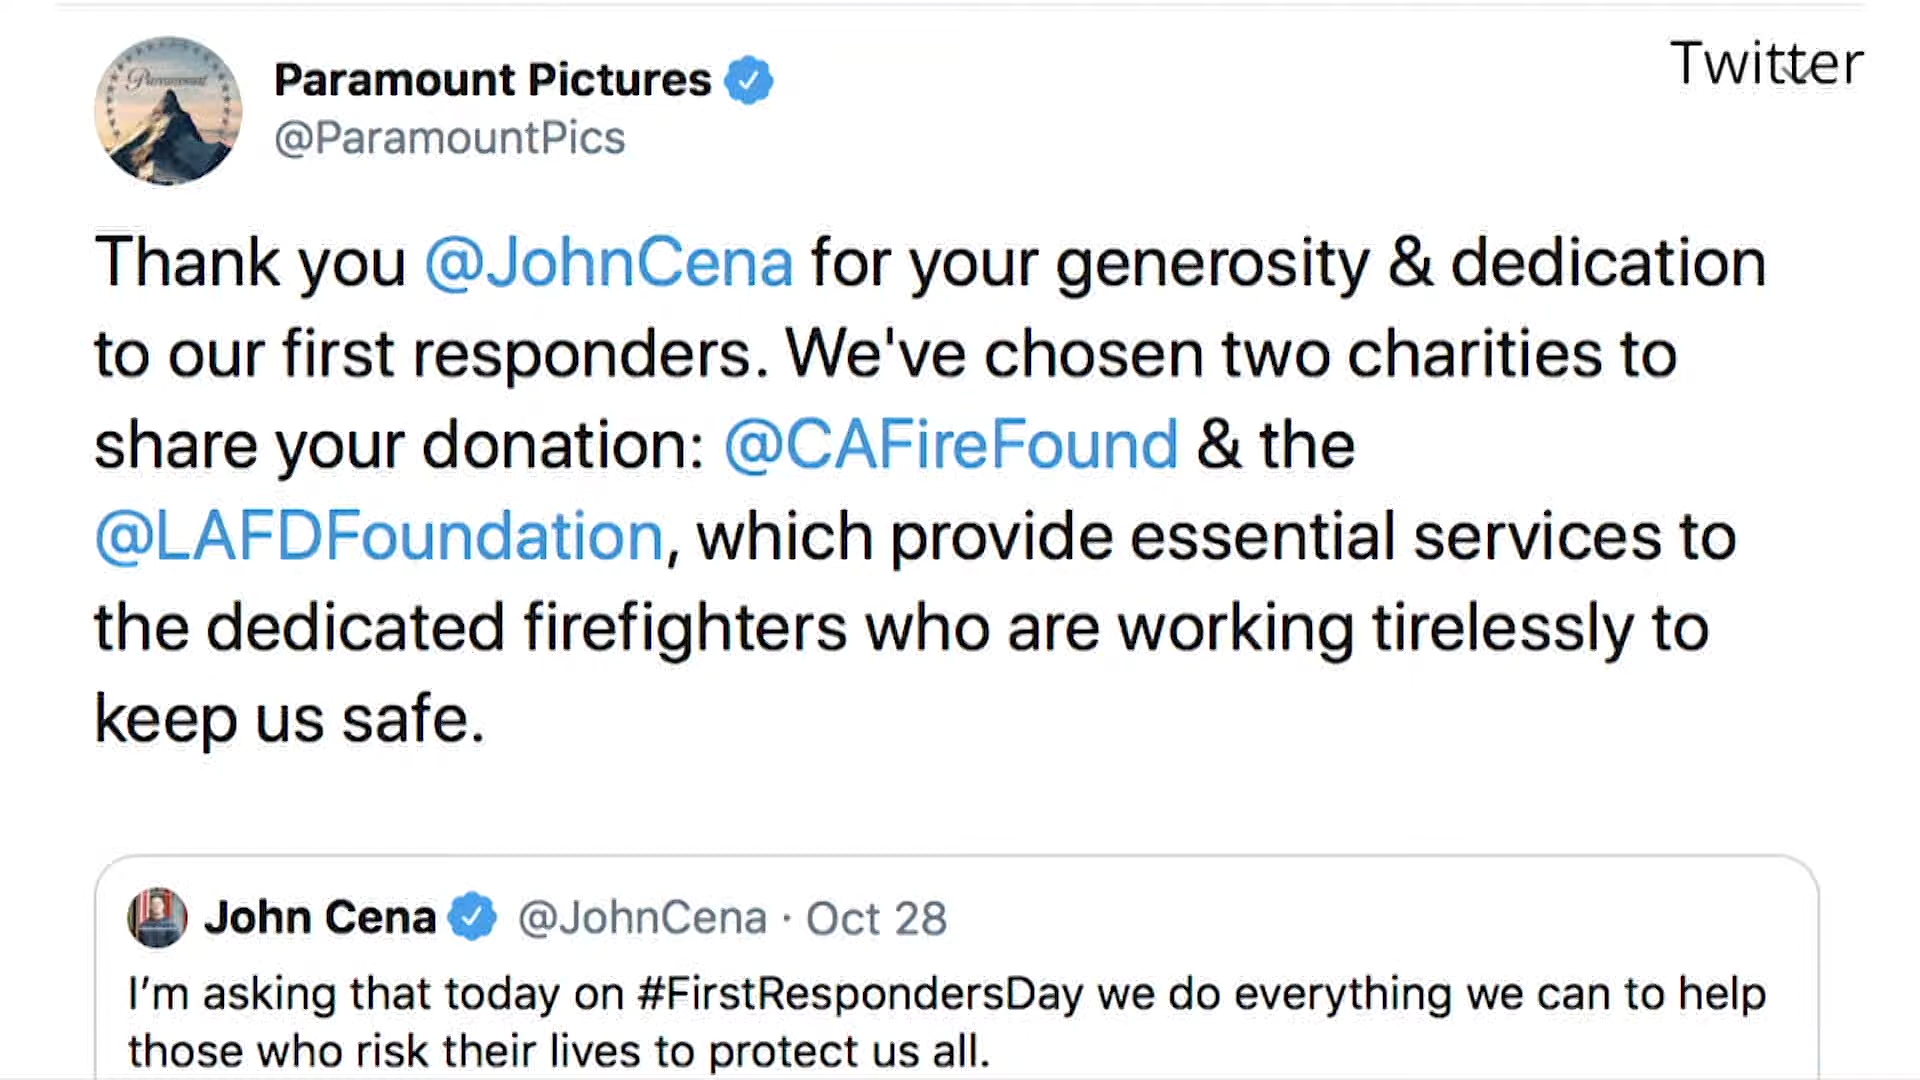 Paramount
Paramount Pictures
Twitter
@ParamountPics
Thank you @JohnCena for your generosity & dedication
to our first responders. We've chosen two charities to
share your donation: @CAFireFound & the
@LAFDFoundation, which provide essential services to
the dedicated firefighters who are working tirelessly to
keep us safe.
John Cena @JohnCena · Oct 28
I’m asking that today on #FirstRespondersDay we do everything we can to help
those who risk their lives to protect us all.